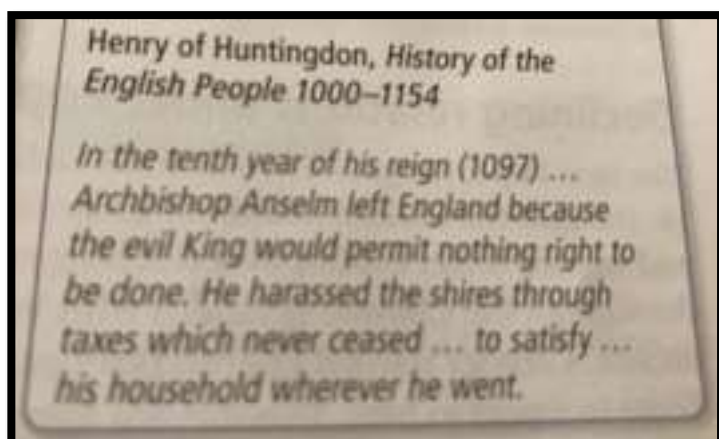 Henry of Huntingdon, History of the
English People 1000–1154
In the tenth year of his reign (1097) ...
Archbishop Anselm left England because
the evil King would permit nothing right to
be done. He harassed the shires through
taxes which never ceased ... to satisfy ...
his household wherever he went.